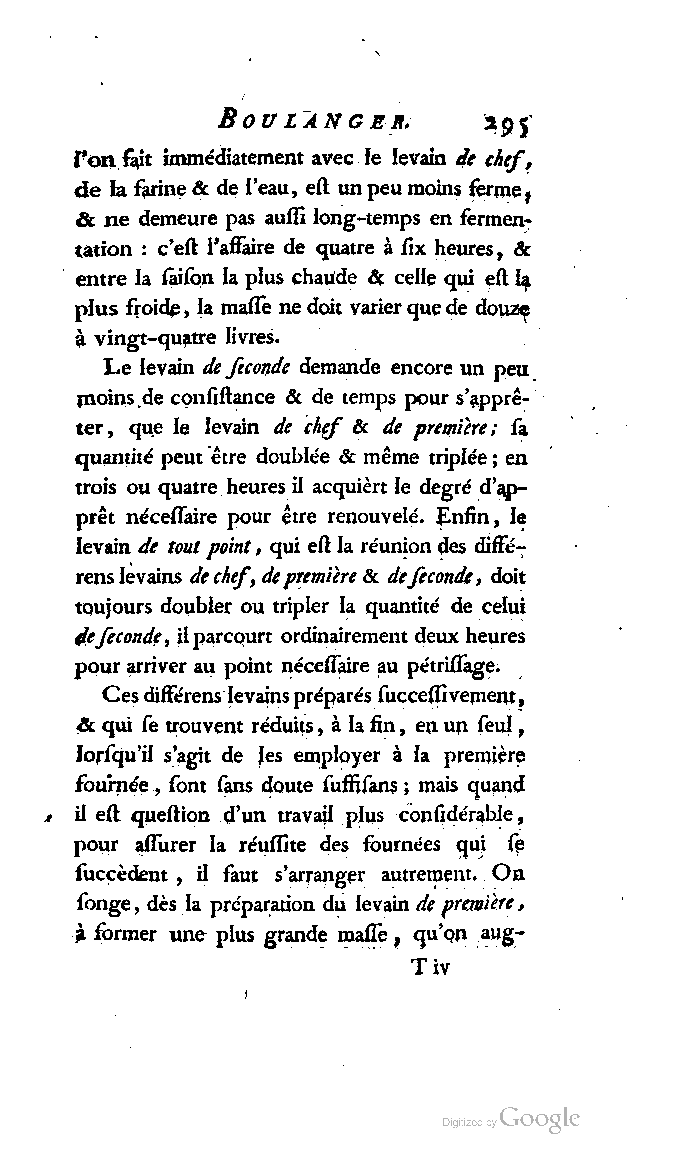 BOULANGER. 295
l'on fait immédiatement avec le levain de chef,
de la farine & de l'eau, eſt un peu moins ferme,
& ne demeure pas auſſi long-temps en fermen-
tation : c'eſt l'affaire de quatre à ſix heures, &
entre la ſaiſon la plus chaude & celle qui eſt la
plus froide, la maſſe ne doit varier que de douze
à vingt-quatre livres.
Le levain de ſeconde demande encore un peu
moins de conſiſtance & de temps pour s'apprê-
ter, que le levain de chef & de première; ſa
quantité peut être doublée & même triplée; en
trois ou quatre heures il acquièrt le degré d'ap-
prêt néceſſaire pour être renouvelé. Enfin, le
levain de tout point, qui eſt la réunion des diffé-
rens levains de chef, de première & de ſeconde, doit
toujours doubler ou tripler la quantité de celui
de ſeconde, il parcourt ordinairement deux heures
pour arriver au point néceſſaire au pétriſſage.
Ces différens levains préparés ſucceſſivement,
& qui ſe trouvent réduits, à la fin, en un ſeul,
lorſqu'il s'agit de les employer à la première
fournée, ſont ſans doute ſuffiſans; mais quand
il eſt queſtion d'un travail plus conſidérable,
pour aſſurer la réuſſite des fournées qui ſe
ſuccèdent, il faut s'arranger autrement. On
ſonge, dès la préparation du levain de première,
à former une plus grande maſſe, qu'on aug-
T iv
Digitized by Google